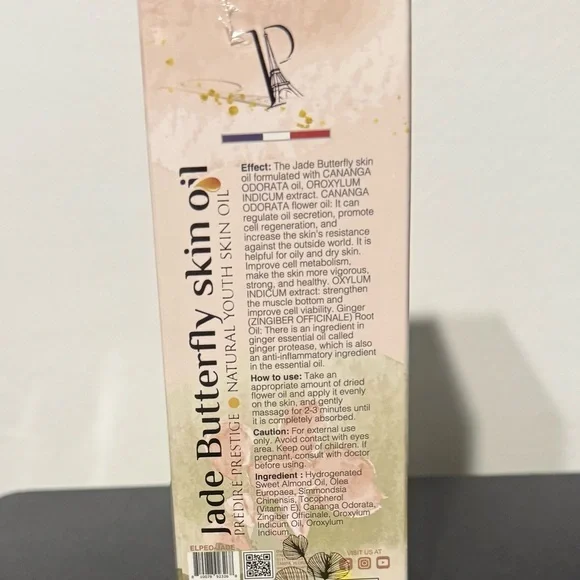 P
Jade Butterfly skin oil
PREDIRE PRESTIGE NATURAL YOUTH SKIN OIL
Effect: The Jade Butterfly skin
oil formulated with CANANGA
ODORATA oil, OROXYLUM
INDICUM extract. CANANGA
ODORATA flower oil: It can
regulate oil secretion, promote
cell regeneration, and
increase the skin's resistance
against the outside world. It is
helpful for oily and dry skin.
Improve cell metabolism,
make the skin more vigorous,
strong, and healthy. OXYLUM
INDICUM extract: strengthen
the muscle bottom and
improve cell viability. Ginger
(ZINGIBER OFFICINALE) Root
Oil: There is an ingredient in
ginger essential oil called
ginger protease, which is also
an anti-inflammatory ingredient
in the essential oil.
How to use: Take an
appropriate amount of dried
flower oil and apply it evenly
on the skin, and gently
massage for 2-3 minutes until
it is completely absorbed.
Caution: For external use
only. Avoid contact with eyes
area. Keep out of children. If
pregnant, consult with doctor
before using.
Ingredient : Hydrogenated
Sweet Almond Oil, Olea
Europaea, Simmondsia
Chinensis, Tocopherol
(Vitamin E) Cananga Odorata,
Zingiber Officinale, Oroxylum
Indicum Oil, Oroxylum
Indicum
ELPEO-JADE
VISIT US AT